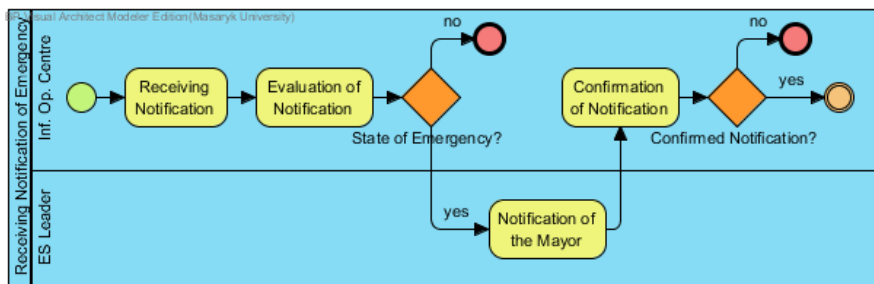 BP Visual Architect Modeler Edition(Masaryk University)
Receiving Notification of Emergency
Inf. Op. Centre
ES Leader
Receiving
Notification
Evaluation of
Notification
no
State of Emergency?
yes
Notification of
the Mayor
Confirmation
of Notification
no
yes
Confirmed Notification?